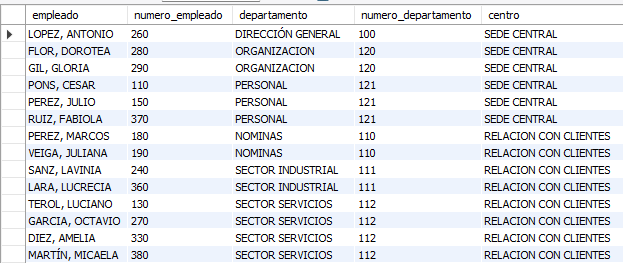 empleado numero_empleado departamento numero_departamento centro
LOPEZ, ANTONIO 260 DIRECCIÓN GENERAL 100 SEDE CENTRAL
FLOR, DOROTEA 280 ORGANIZACION 120 SEDE CENTRAL
GIL, GLORIA 290 ORGANIZACION 120 SEDE CENTRAL
PONS, CESAR 110 PERSONAL 121 SEDE CENTRAL
PEREZ, JULIO 150 PERSONAL 121 SEDE CENTRAL
RUIZ, FABIOLA 370 PERSONAL 121 SEDE CENTRAL
PEREZ, MARCOS 180 NOMINAS 110 RELACION CON CLIENTES
VEIGA, JULIANA 190 NOMINAS 110 RELACION CON CLIENTES
SANZ, LAVINIA 240 SECTOR INDUSTRIAL 111 RELACION CON CLIENTES
LARA, LUCRECIA 360 SECTOR INDUSTRIAL 111 RELACION CON CLIENTES
TEROL, LUCIANO 130 SECTOR SERVICIOS 112 RELACION CON CLIENTES
GARCIA, OCTAVIO 270 SECTOR SERVICIOS 112 RELACION CON CLIENTES
DIEZ, AMELIA 330 SECTOR SERVICIOS 112 RELACION CON CLIENTES
MARTÍN, MICAELA 380 SECTOR SERVICIOS 112 RELACION CON CLIENTES